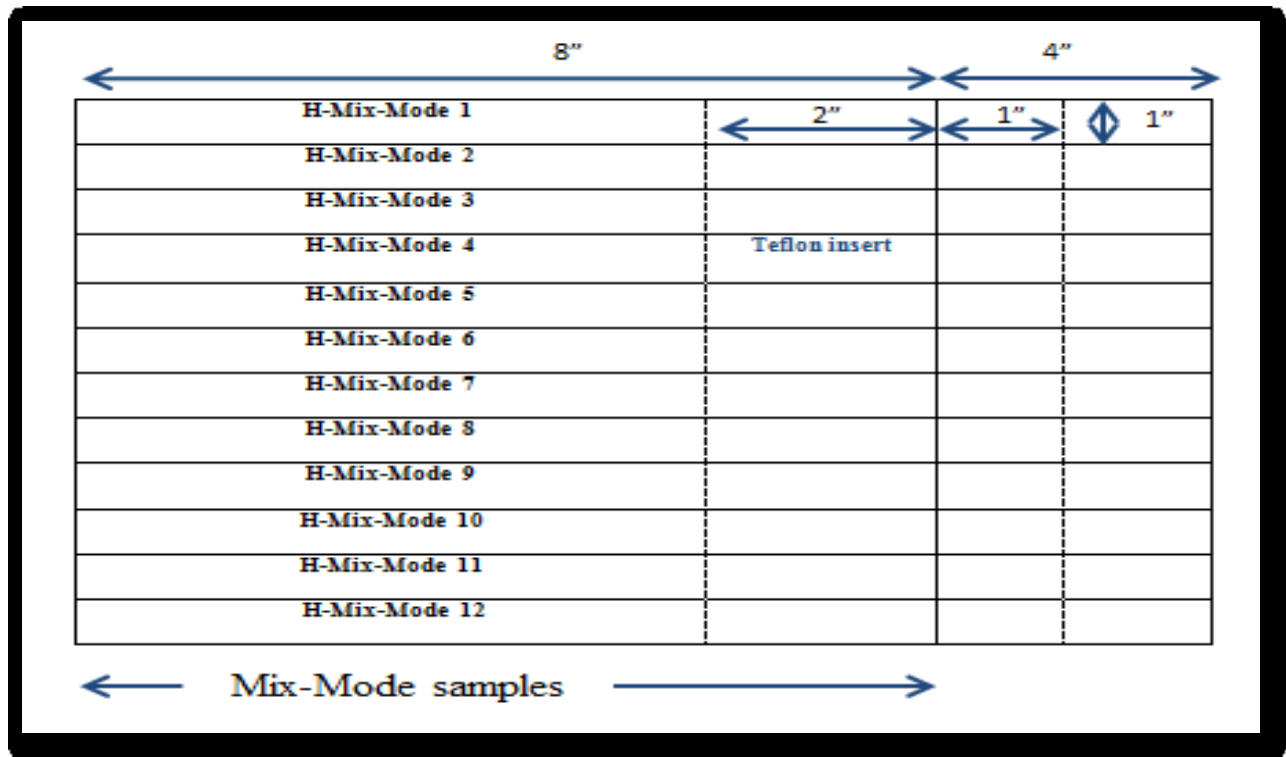 8” 4”
H-Mix-Mode 1 2” 1” 1”
H-Mix-Mode 2
H-Mix-Mode 3
H-Mix-Mode 4 Teflon insert
H-Mix-Mode 5
H-Mix-Mode 6
H-Mix-Mode 7
H-Mix-Mode 8
H-Mix-Mode 9
H-Mix-Mode 10
H-Mix-Mode 11
H-Mix-Mode 12
Mix-Mode samples